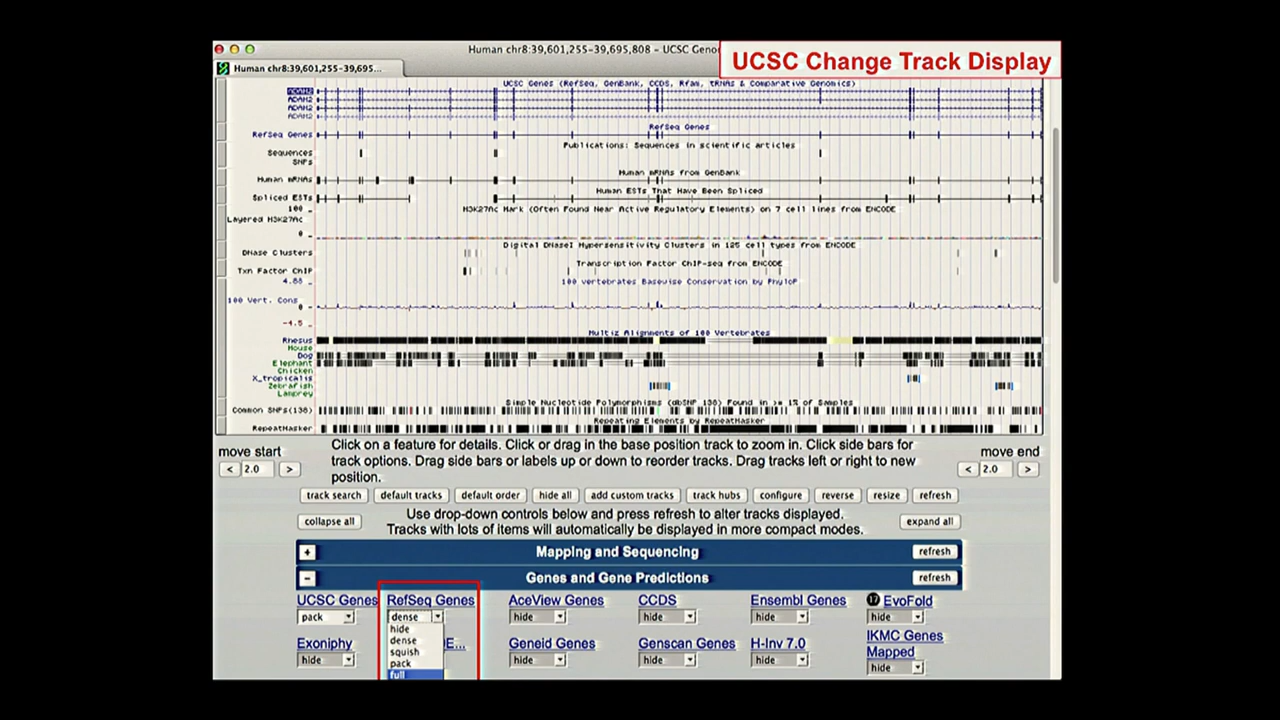 Human chr8:39,601,255-39,695,808 - UCSC Geno
UCSC Change Track Display
Human chr8:39,601,255-39,695...
UCSC Genes (RefSeq, GenBank, CCDS, Rfam, tRNAs & Comparative Genomics)
ADAM2
ADAM2
ADAM2
ADAM2
RefSeq Genes
RefSeq Genes
Publications: Sequences in scientific articles
Sequences
SNPs
Human mRNAs from GenBank
Human mRNAs
Human ESTs That Have Been Spliced
Spliced ESTs
H3K27Ac Mark (Often Found Near Active Regulatory Elements) on 7 cell lines from ENCODE
100 _
Layered H3K27Ac
0 _
Digital DNaseI Hypersensitivity Clusters in 125 cell types from ENCODE
DNase Clusters
Transcription Factor ChIP-seq from ENCODE
Txn Factor ChIP
100 vertebrates Basewise Conservation by PhyloP
4.88 _
100 Vert. Cons
0 _
-4.5 _
Multiz Alignments of 100 Vertebrates
Rhesus
Mouse
Dog
Elephant
Chicken
X_tropicalis
Zebrafish
Lamprey
Simple Nucleotide Polymorphisms (dbSNP 138) Found in >= 1% of Samples
Common SNPs(138)
Repeating Elements by RepeatMasker
RepeatMasker
move start
Click on a feature for details. Click or drag in the base position track to zoom in. Click side bars for
track options. Drag side bars or labels up or down to reorder tracks. Drag tracks left or right to new
position.
move end
< 2.0 >
< 2.0 >
track search default tracks default order hide all add custom tracks track hubs configure reverse resize refresh
collapse all
Use drop-down controls below and press refresh to alter tracks displayed.
Tracks with lots of items will automatically be displayed in more compact modes.
expand all
+ Mapping and Sequencing refresh
- Genes and Gene Predictions refresh
UCSC Genes RefSeq Genes AceView Genes CCDS Ensembl Genes 17 EvoFold
pack dense hide hide hide hide
hide
dense
squish
pack
full
Exoniphy E... Geneid Genes Genscan Genes H-Inv 7.0 IKMC Genes
Mapped
hide hide hide hide hide